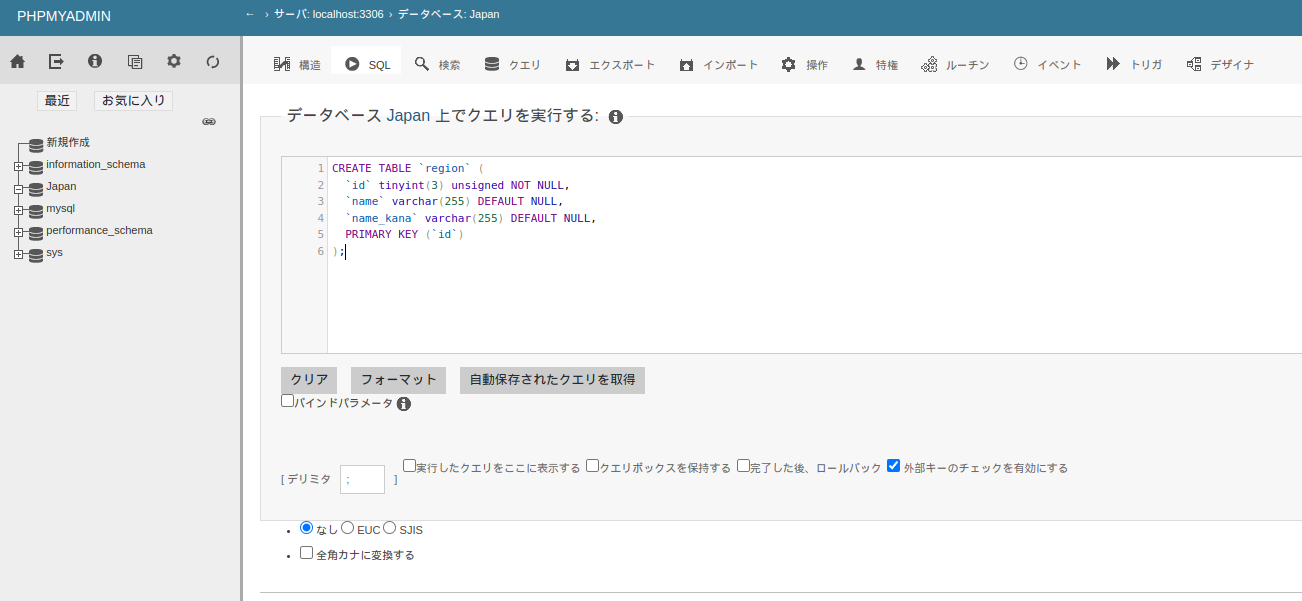 PHPMYADMIN
← › サーバ: localhost:3306 › データベース: Japan
構造 SQL 検索 クエリ エクスポート インポート 操作 特権 ルーチン イベント トリガ デザイナ
最近 お気に入り
新規作成
information_schema
Japan
mysql
performance_schema
sys
データベース Japan 上でクエリを実行する:
1 CREATE TABLE `region` (
2 `id` tinyint(3) unsigned NOT NULL,
3 `name` varchar(255) DEFAULT NULL,
4 `name_kana` varchar(255) DEFAULT NULL,
5 PRIMARY KEY (`id`)
6 );
クリア フォーマット 自動保存されたクエリを取得
バインドパラメータ
[ デリミタ ; ] 実行したクエリをここに表示する クエリボックスを保持する 完了した後、ロールバック 外部キーのチェックを有効にする
• なし EUC SJIS
• 全角カナに変換する